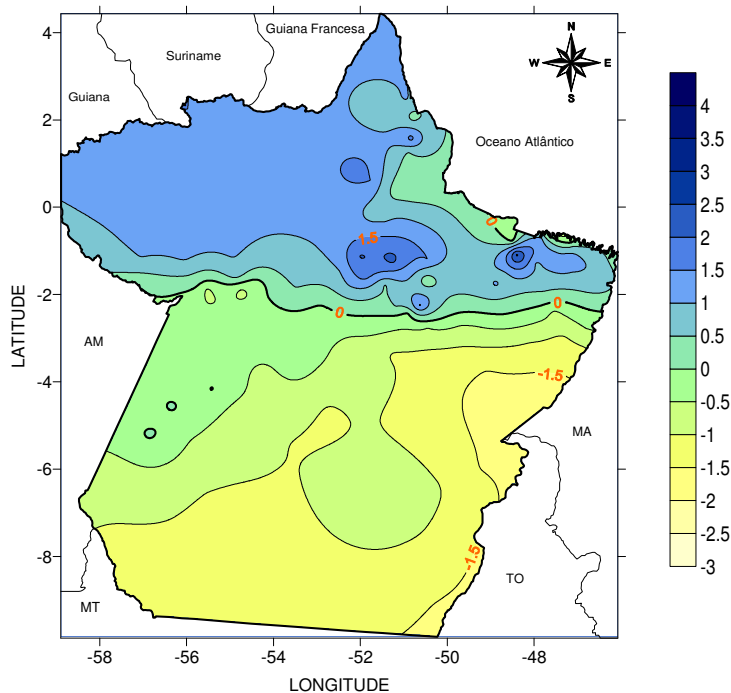 Guiana Francesa
Suriname
Guiana
N
W
E
S
Oceano Atlântico
4
2
0
-2
-4
-6
-8
LATITUDE
-58
-56
-54
-52
-50
-48
LONGITUDE
AM
MT
TO
MA
0
1.5
0
0
-1.5
-1.5
4
3.5
3
2.5
2
1.5
1
0.5
0
-0.5
-1
-1.5
-2
-2.5
-3